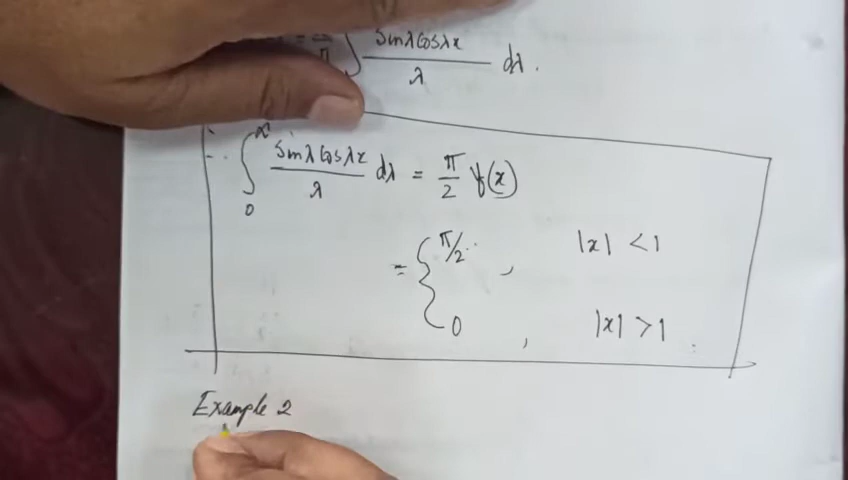 = π ∫ sinλ cosλx / λ dλ.
∴ ∫₀^∞ sinλ cosλx / λ dλ = π/2 f(x)
= { π/2 , |x| < 1
0 , |x| > 1
Example 2